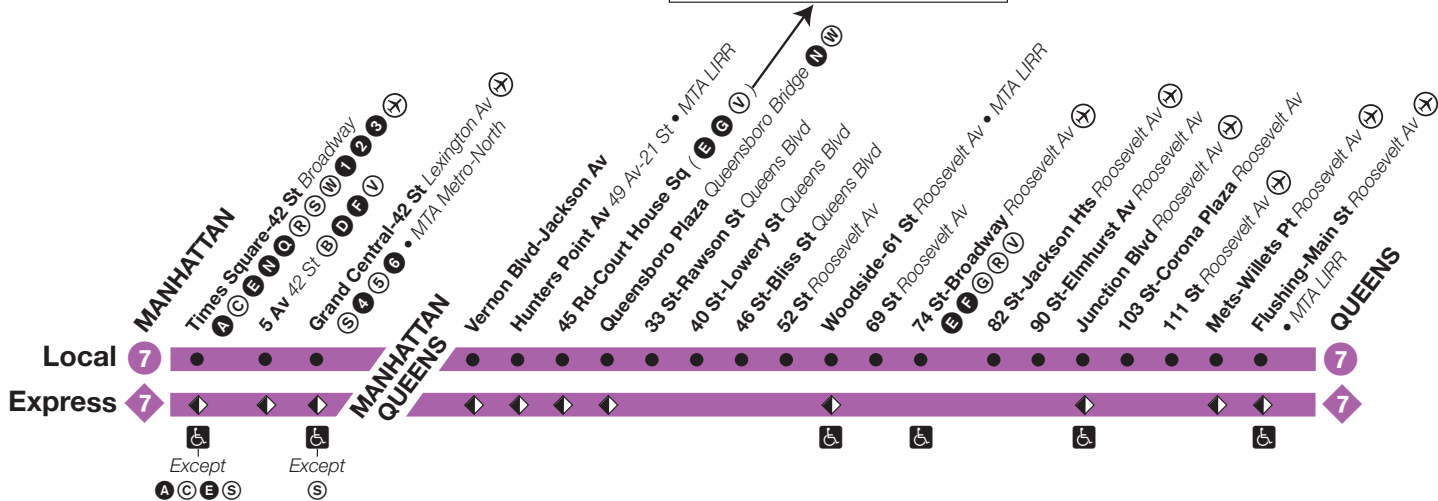 MANHATTAN
Times Square-42 St Broadway
A C E N Q R S W 1 2 3
5 Av 42 St B D F V
Grand Central-42 St Lexington Av
S 4 5 6 • MTA Metro-North
MANHATTAN
QUEENS
Vernon Blvd-Jackson Av
Hunters Point Av 49 Av-21 St • MTA LIRR
45 Rd-Court House Sq ( E G V )
Queensboro Plaza Queensboro Bridge N W
33 St-Rawson St Queens Blvd
40 St-Lowery St Queens Blvd
46 St-Bliss St Queens Blvd
52 St Roosevelt Av
Woodside-61 St Roosevelt Av • MTA LIRR
69 St Roosevelt Av
74 St-Broadway Roosevelt Av
E F G R V
82 St-Jackson Hts Roosevelt Av
90 St-Elmhurst Av Roosevelt Av
Junction Blvd Roosevelt Av
103 St-Corona Plaza Roosevelt Av
111 St Roosevelt Av
Mets-Willets Pt Roosevelt Av
Flushing-Main St Roosevelt Av
• MTA LIRR
QUEENS
Local 7 7
Express 7 7
Except
A C E S
Except
S